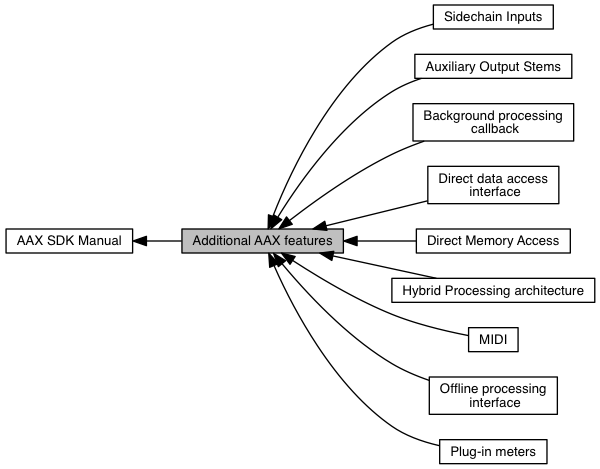 Sidechain Inputs
Auxiliary Output Stems
Background processing
callback
Direct data access
interface
AAX SDK Manual
Additional AAX features
Direct Memory Access
Hybrid Processing architecture
MIDI
Offline processing
interface
Plug-in meters